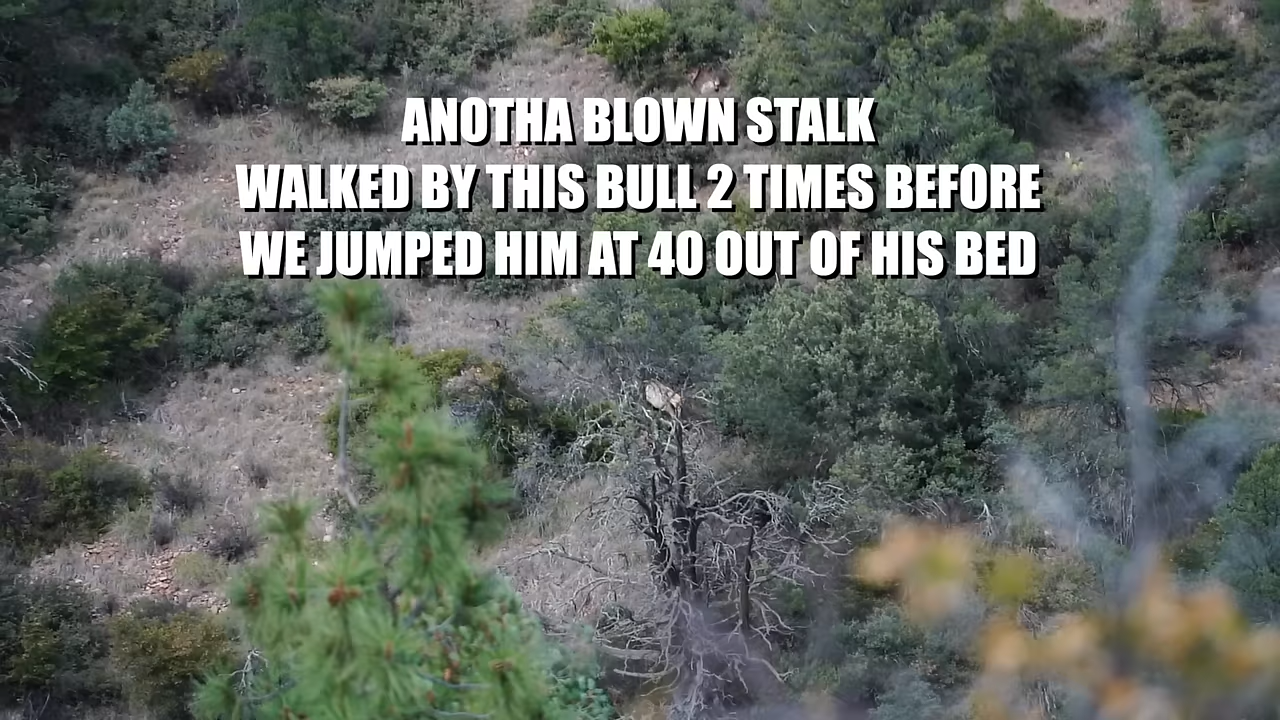 ANOTHA BLOWN STALK
WALKED BY THIS BULL 2 TIMES BEFORE
WE JUMPED HIM AT 40 OUT OF HIS BED